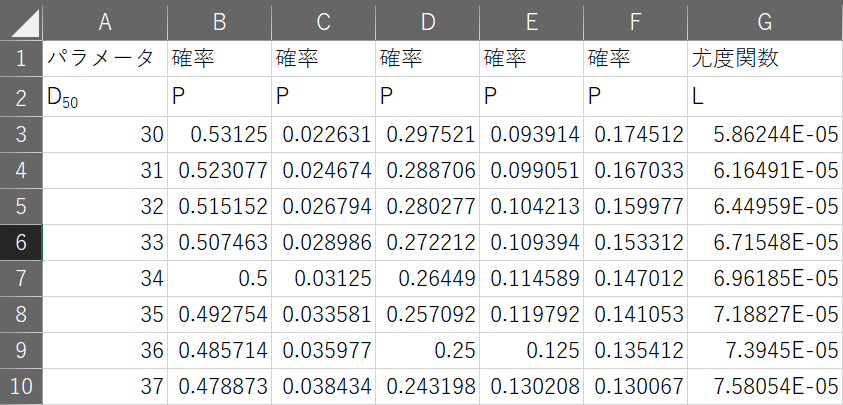 A B C D E F G
1 パラメータ 確率 確率 確率 確率 確率 尤度関数
2 D₅₀ P P P P P L
3 30 0.53125 0.022631 0.297521 0.093914 0.174512 5.86244E-05
4 31 0.523077 0.024674 0.288706 0.099051 0.167033 6.16491E-05
5 32 0.515152 0.026794 0.280277 0.104213 0.159977 6.44959E-05
6 33 0.507463 0.028986 0.272212 0.109394 0.153312 6.71548E-05
7 34 0.5 0.03125 0.26449 0.114589 0.147012 6.96185E-05
8 35 0.492754 0.033581 0.257092 0.119792 0.141053 7.18827E-05
9 36 0.485714 0.035977 0.25 0.125 0.135412 7.3945E-05
10 37 0.478873 0.038434 0.243198 0.130208 0.130067 7.58054E-05